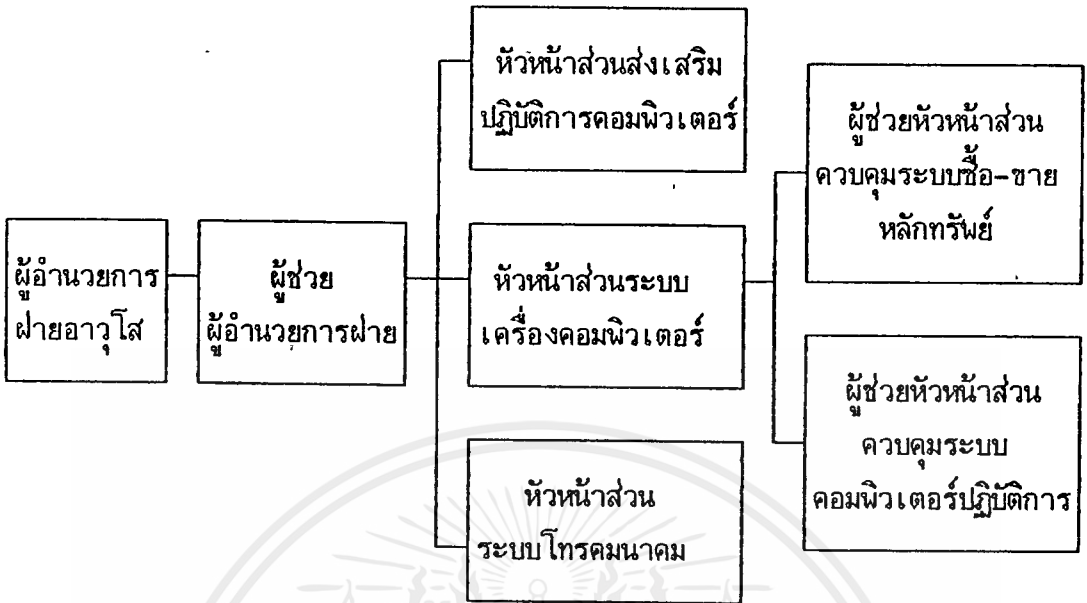 ผู้อำนวยการ
ฝ่ายอาวุโส
ผู้ช่วย
ผู้อำนวยการฝ่าย
หัวหน้าส่วนส่งเสริม
ปฏิบัติการคอมพิวเตอร์
หัวหน้าส่วนระบบ
เครื่องคอมพิวเตอร์
หัวหน้าส่วน
ระบบโทรคมนาคม
ผู้ช่วยหัวหน้าส่วน
ควบคุมระบบซื้อ-ขาย
หลักทรัพย์
ผู้ช่วยหัวหน้าส่วน
ควบคุมระบบ
คอมพิวเตอร์ปฏิบัติการ